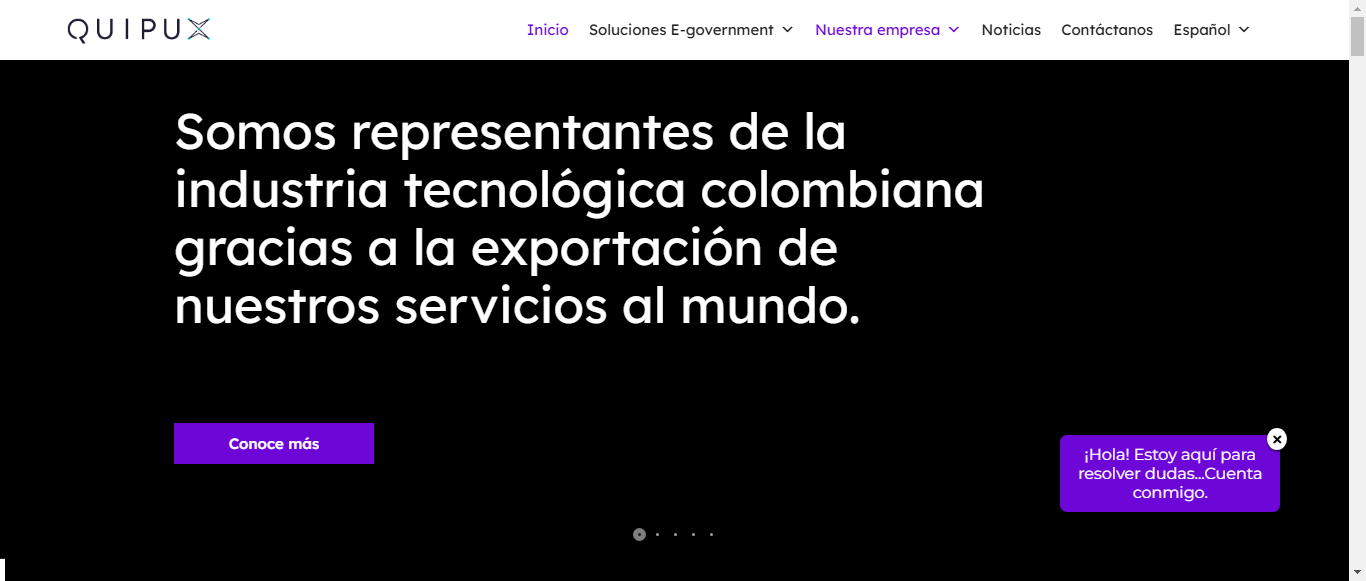 QUIPUX
Inicio Soluciones E-government Nuestra empresa Noticias Contáctanos Español
Somos representantes de la
industria tecnológica colombiana
gracias a la exportación de
nuestros servicios al mundo.
Conoce más
¡Hola! Estoy aquí para
resolver dudas...Cuenta
conmigo.